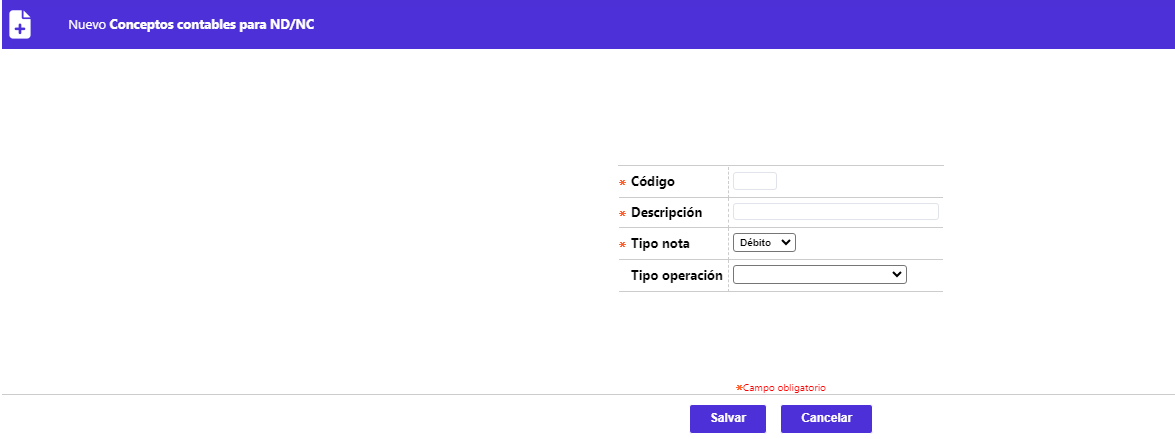 Nuevo Conceptos contables para ND/NC
* Código
* Descripción
* Tipo nota Débito
Tipo operación
*Campo obligatorio
Salvar Cancelar